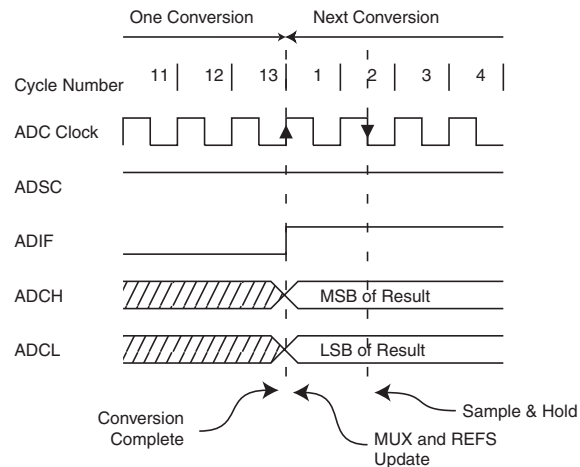 One Conversion Next Conversion
Cycle Number 11 12 13 1 2 3 4
ADC Clock
ADSC
ADIF
ADCH MSB of Result
ADCL LSB of Result
Conversion
Complete
MUX and REFS
Update
Sample & Hold